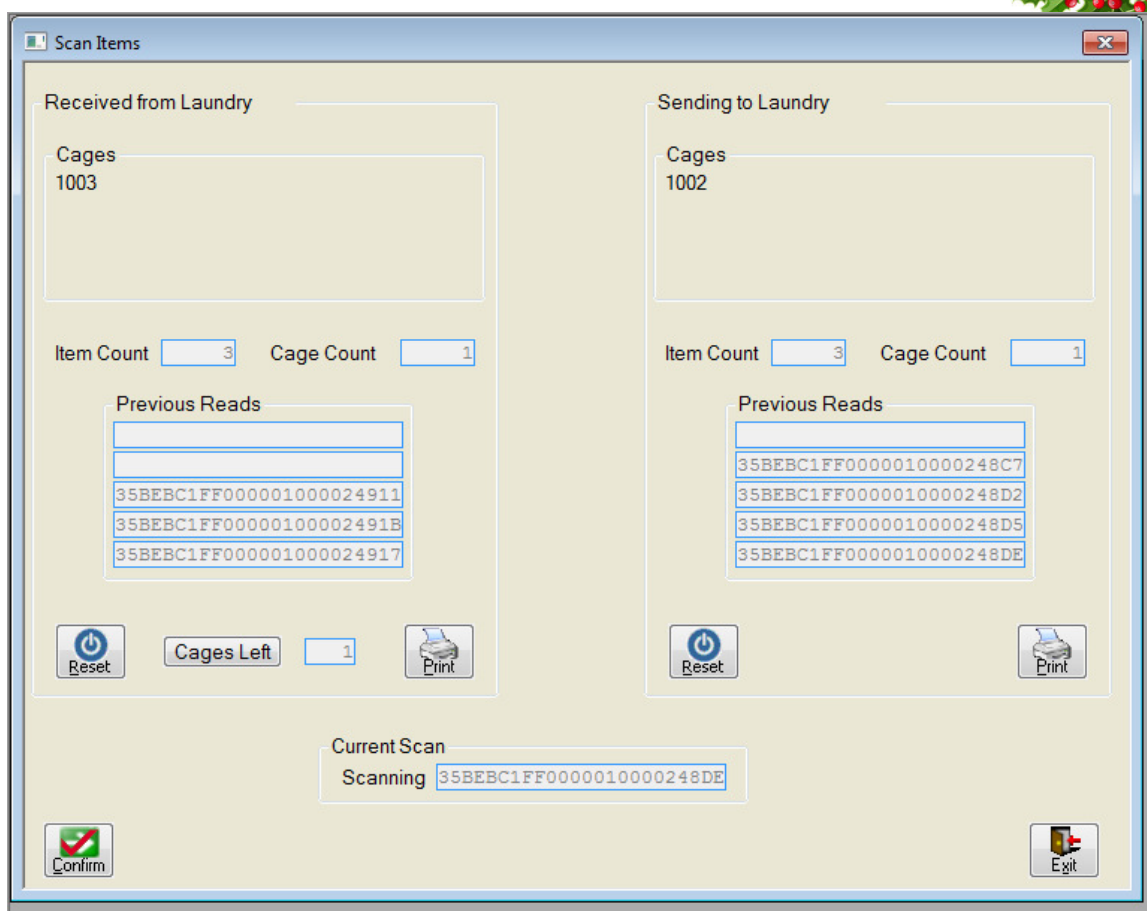 Scan Items
Received from Laundry
Cages
1003
Item Count 3 Cage Count 1
Previous Reads
35BEBC1FF000001000024911
35BEBC1FF00000100002491B
35BEBC1FF000001000024917
Reset
Cages Left 1
Print
Sending to Laundry
Cages
1002
Item Count 3 Cage Count 1
Previous Reads
35BEBC1FF0000010000248C7
35BEBC1FF0000010000248D2
35BEBC1FF0000010000248D5
35BEBC1FF0000010000248DE
Reset
Print
Current Scan
Scanning 35BEBC1FF0000010000248DE
Confirm
Exit